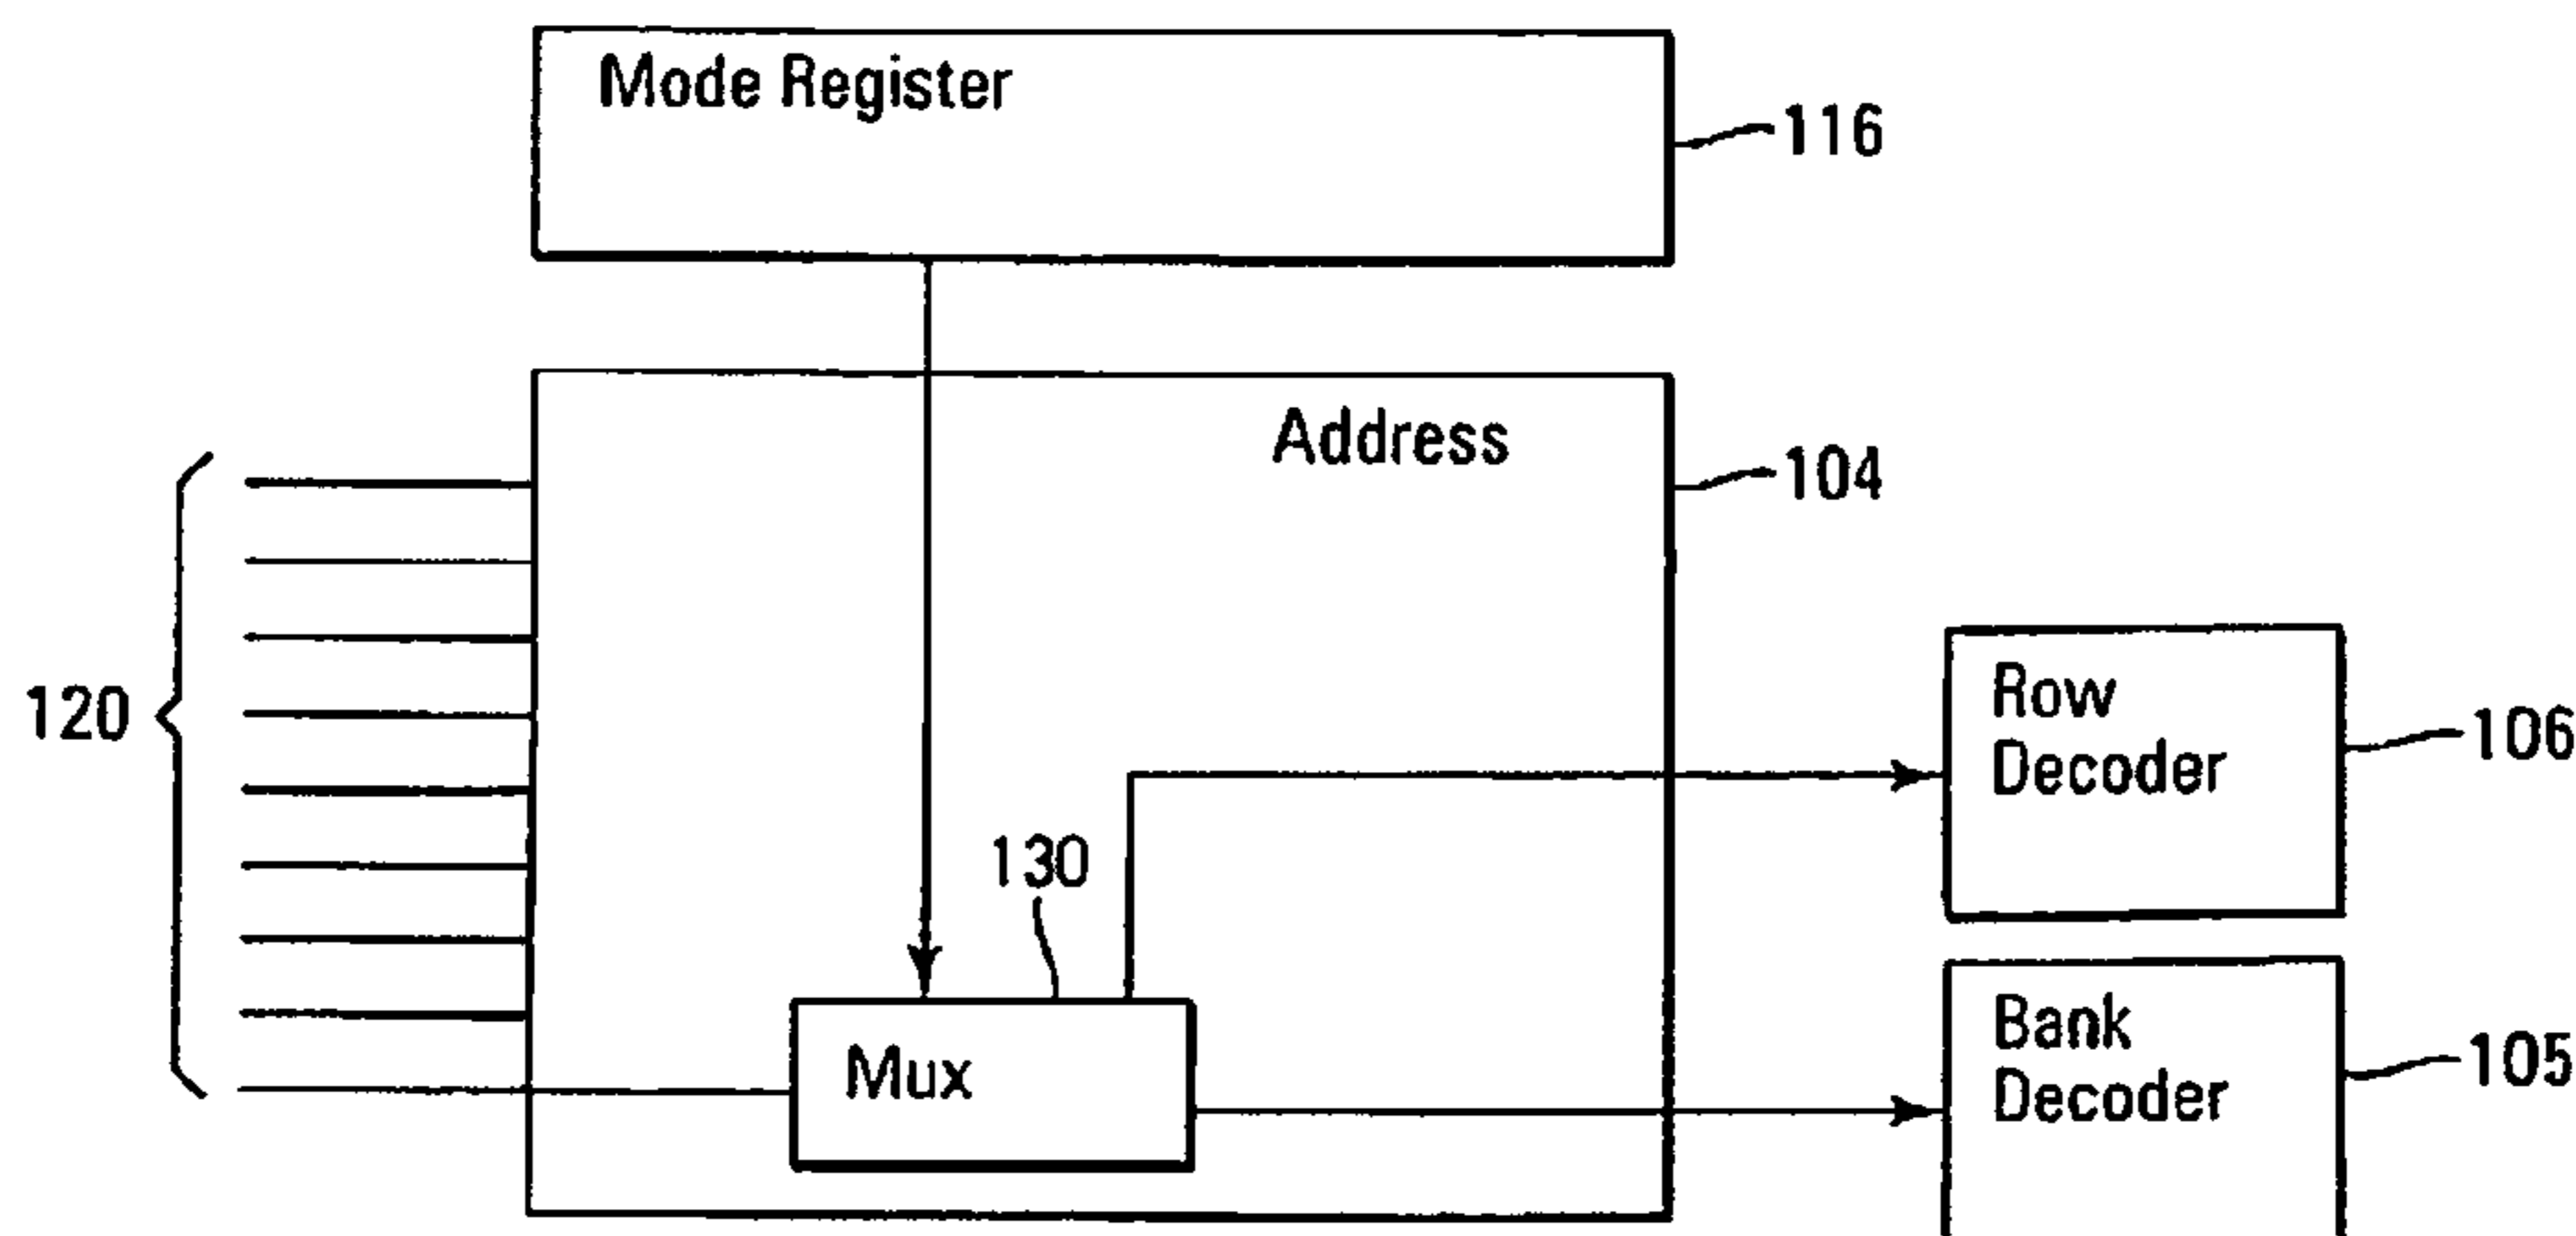 Mode Register
116
Address
104
120
Row
Decoder
106
130
Mux
Bank
Decoder
105